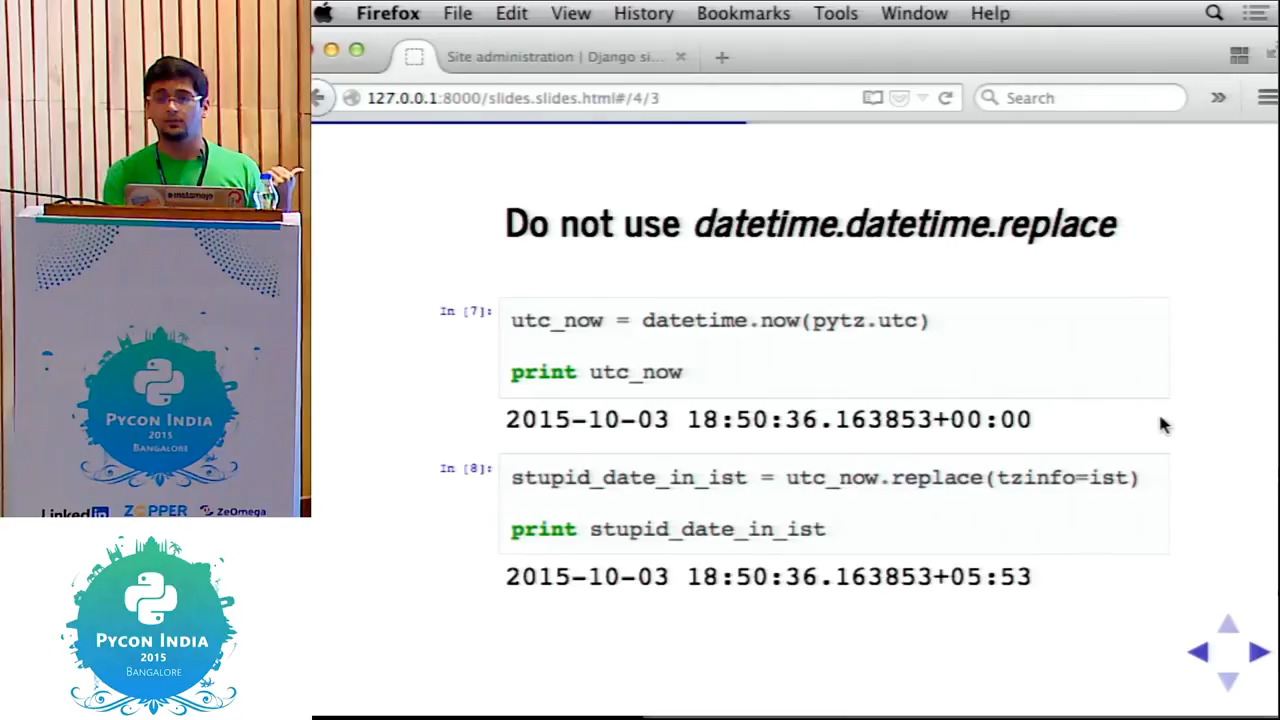 Firefox File Edit View History Bookmarks Tools Window Help
Site administration | Django si...
127.0.0.1:8000/slides.slides.html#/4/3
Search
Do not use datetime.datetime.replace
In [7]:
utc_now = datetime.now(pytz.utc)
print utc_now
2015-10-03 18:50:36.163853+00:00
In [8]:
stupid_date_in_ist = utc_now.replace(tzinfo=ist)
print stupid_date_in_ist
2015-10-03 18:50:36.163853+05:53
instamojo
PYCON INDIA
2015
BANGALORE
LinkedIn ZOPPER ZeOmega
PYCON INDIA
2015
BANGALORE